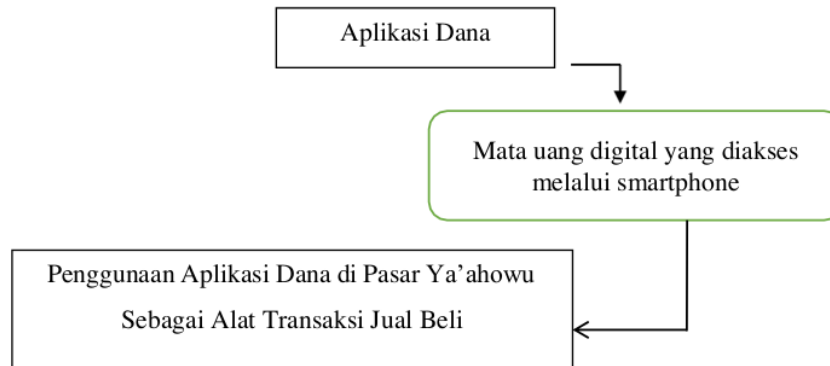 Aplikasi Dana
Mata uang digital yang diakses
melalui smartphone
Penggunaan Aplikasi Dana di Pasar Ya’ahowu
Sebagai Alat Transaksi Jual Beli